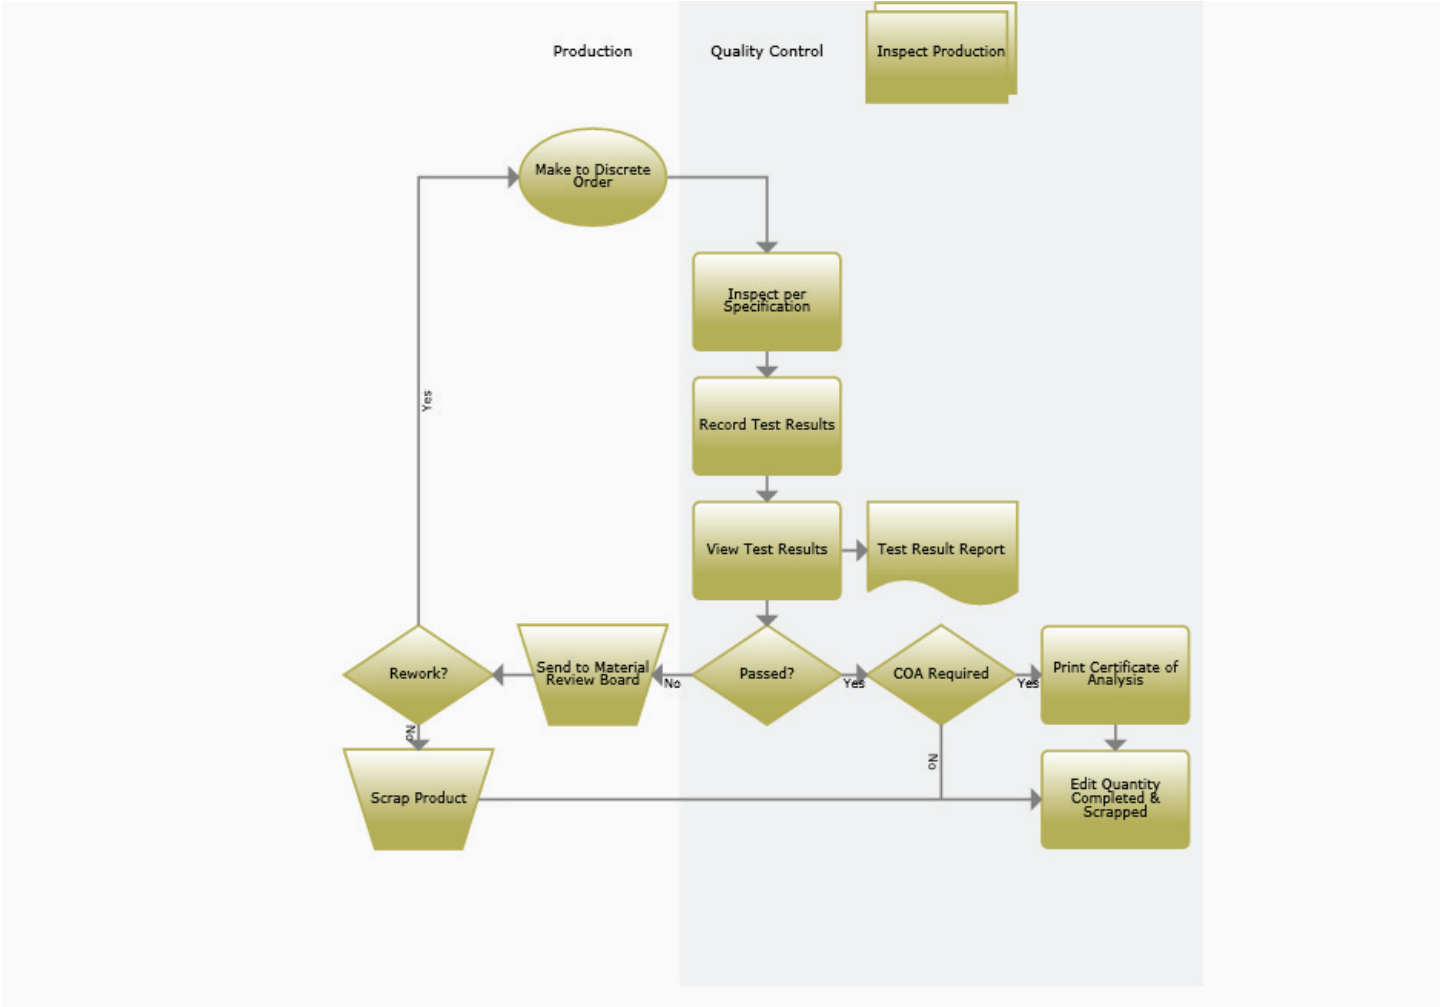 Production
Quality Control
Inspect Production
Make to Discrete
Order
Inspect per
Specification
Yes
Record Test Results
View Test Results
Test Result Report
Rework?
Send to Material
Review Board
No
Passed?
Yes
COA Required
Yes
Print Certificate of
Analysis
No
No
Scrap Product
Edit Quantity
Completed &
Scrapped